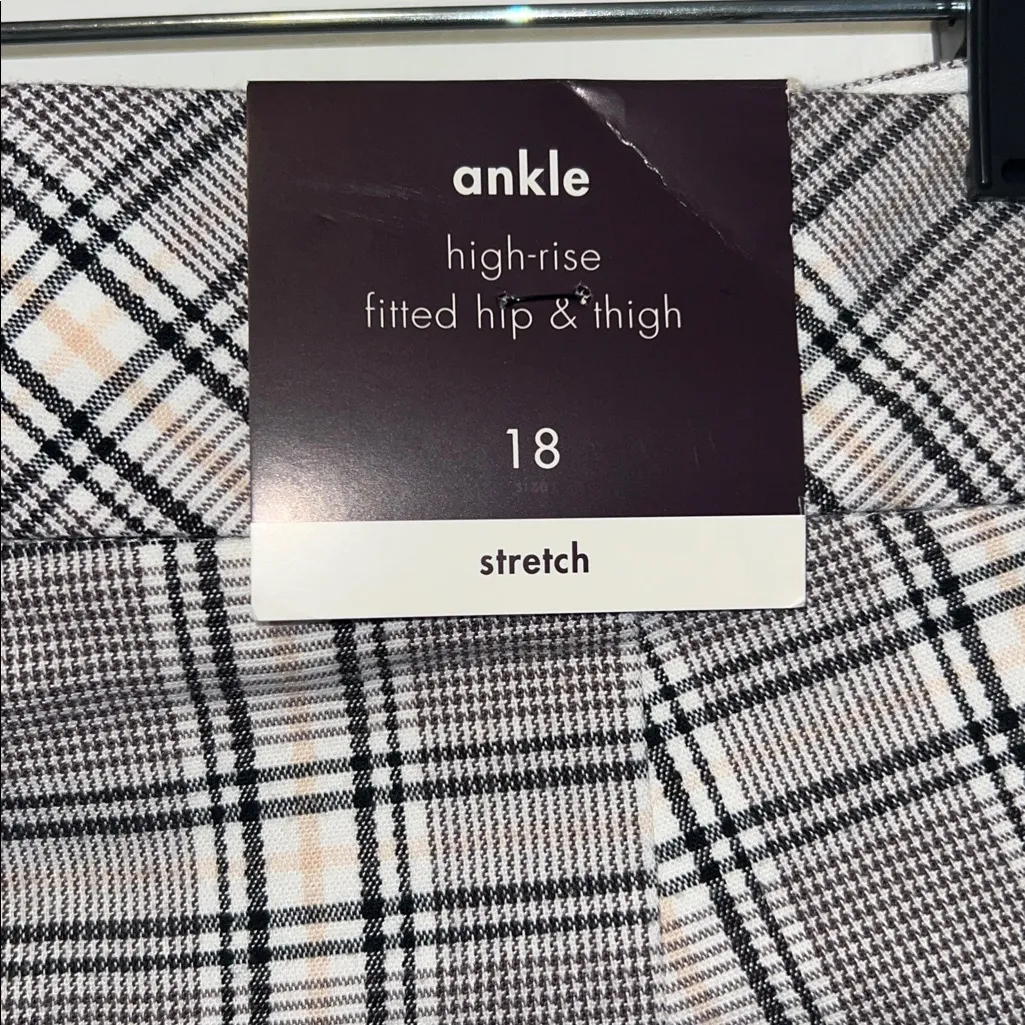 ankle
high-rise
fitted hip & thigh
18
stretch